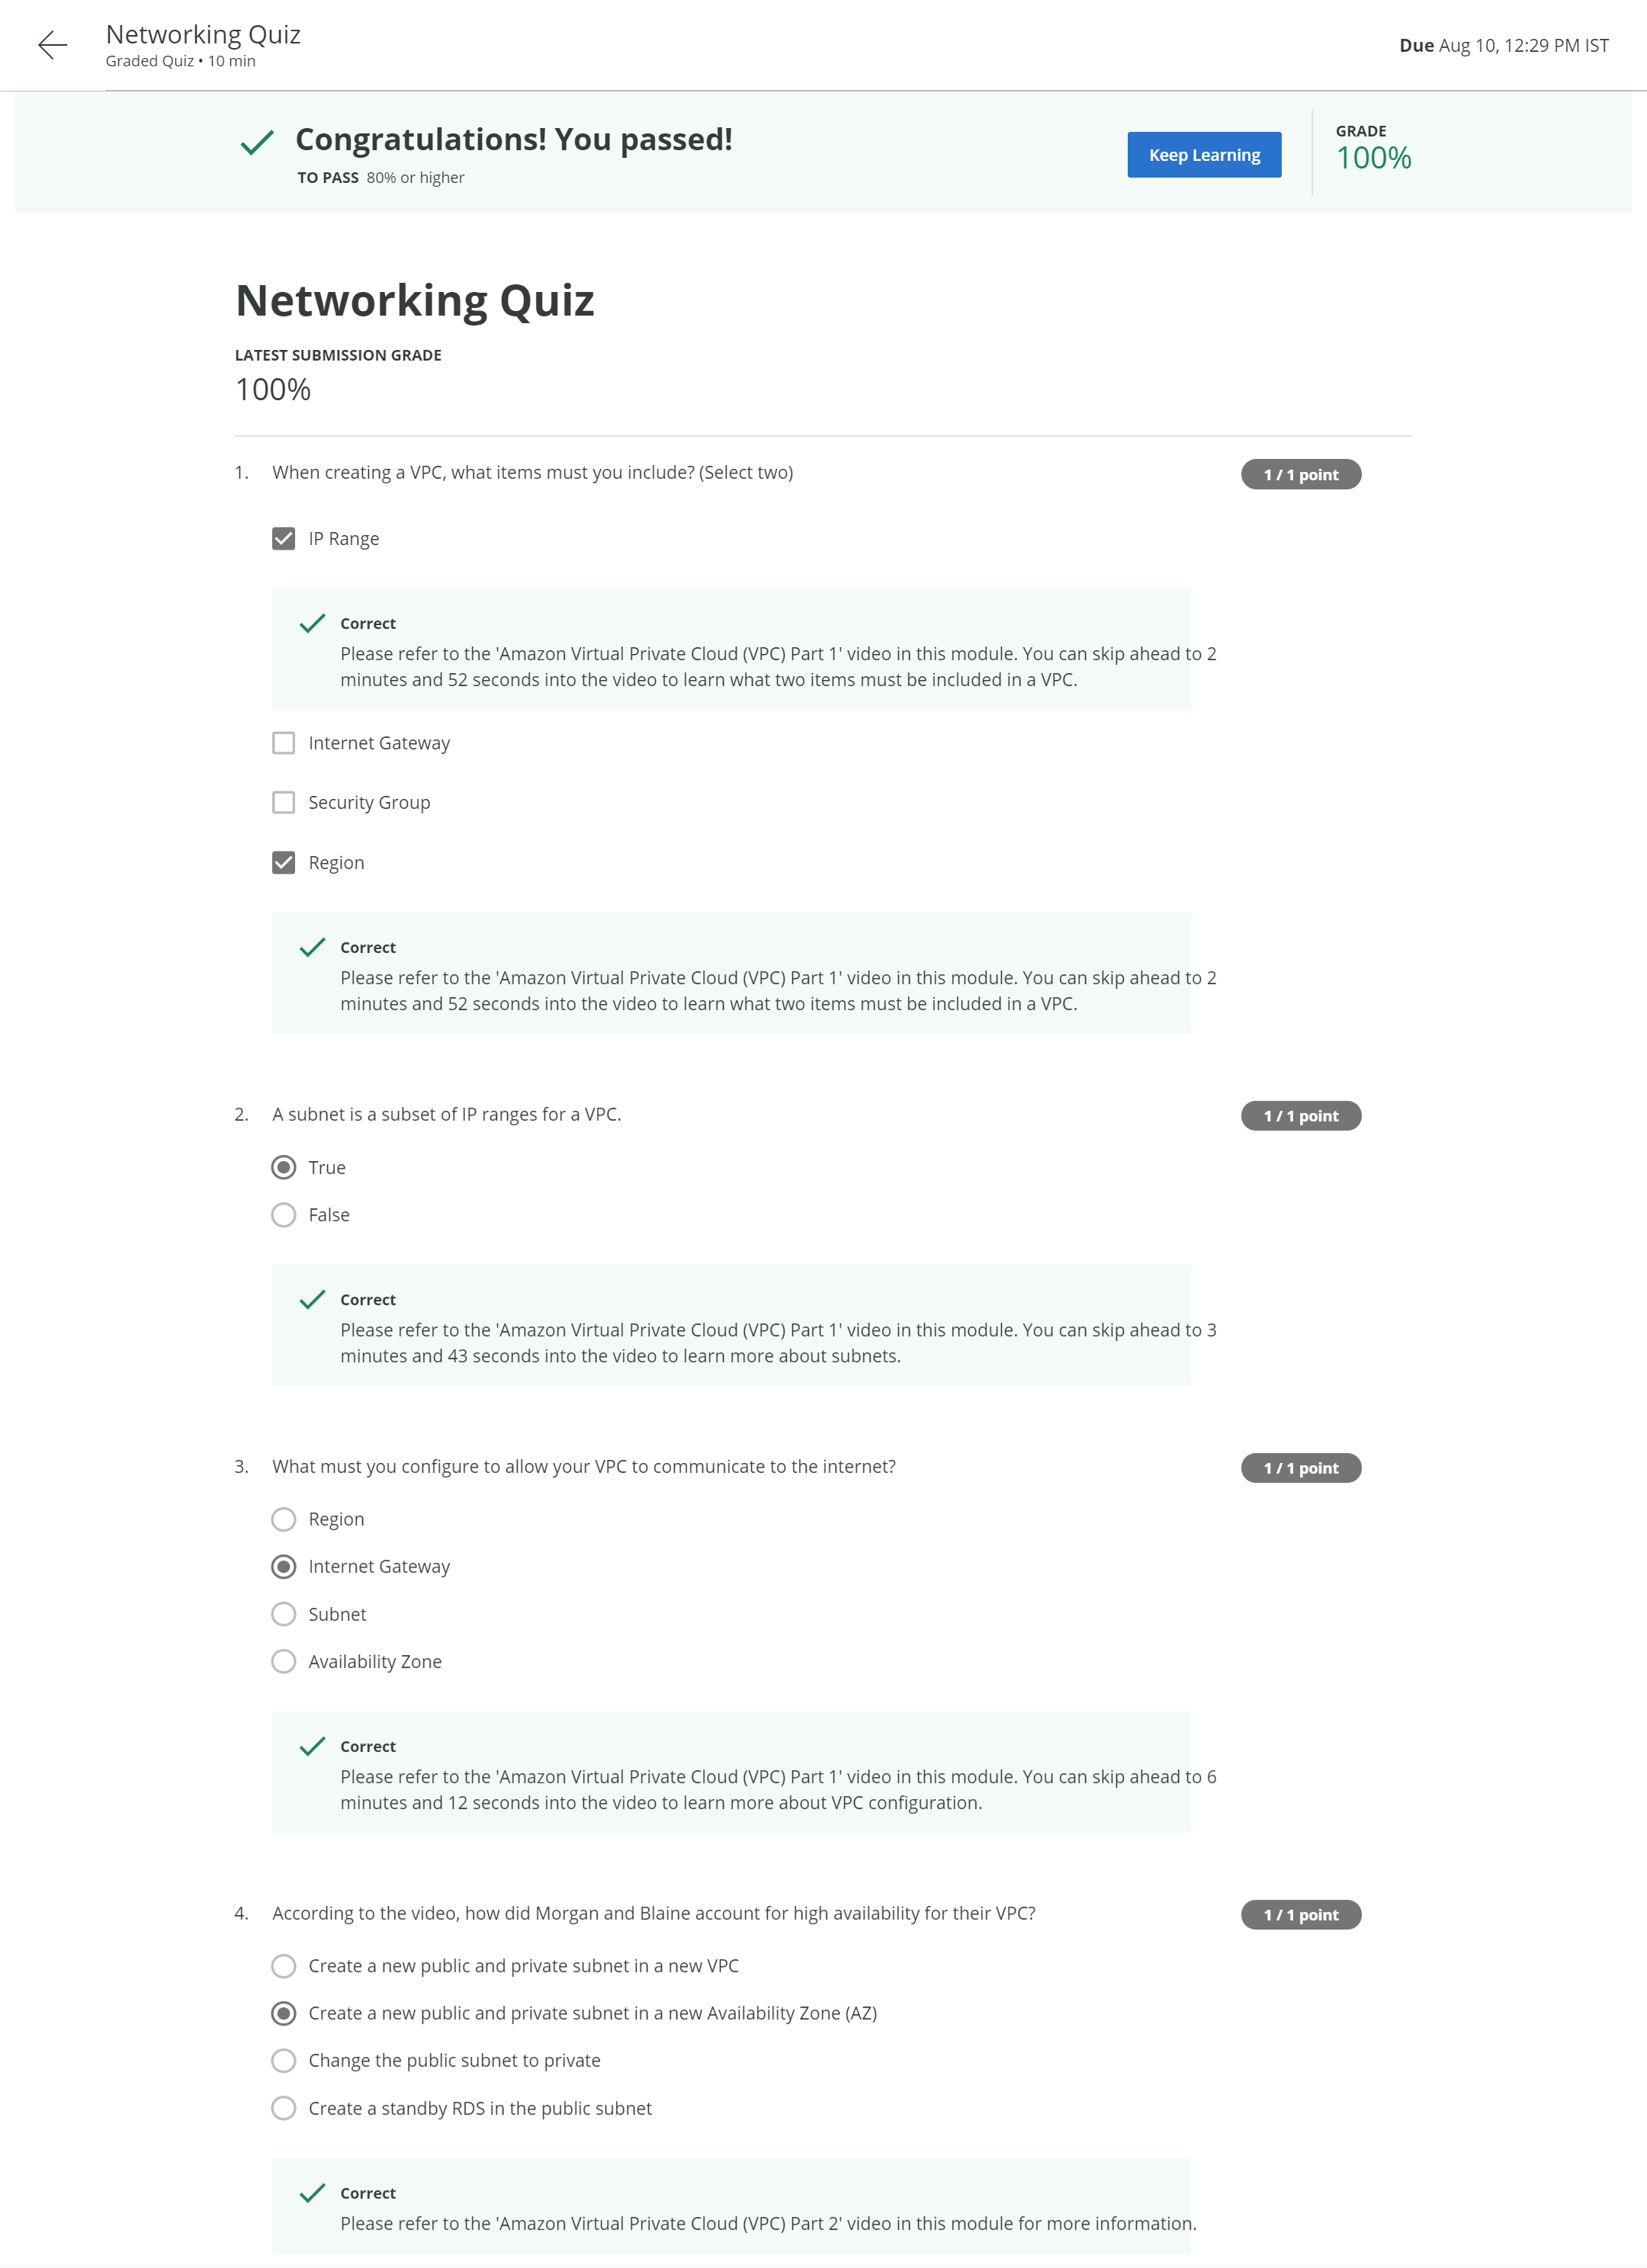 Networking Quiz
Graded Quiz • 10 min
Due Aug 10, 12:29 PM IST
Congratulations! You passed!
TO PASS 80% or higher
Keep Learning
GRADE
100%
Networking Quiz
LATEST SUBMISSION GRADE
100%
1. When creating a VPC, what items must you include? (Select two)
1 / 1 point
IP Range
Correct
Please refer to the 'Amazon Virtual Private Cloud (VPC) Part 1' video in this module. You can skip ahead to 2
minutes and 52 seconds into the video to learn what two items must be included in a VPC.
Internet Gateway
Security Group
Region
Correct
Please refer to the 'Amazon Virtual Private Cloud (VPC) Part 1' video in this module. You can skip ahead to 2
minutes and 52 seconds into the video to learn what two items must be included in a VPC.
2. A subnet is a subset of IP ranges for a VPC.
1 / 1 point
True
False
Correct
Please refer to the 'Amazon Virtual Private Cloud (VPC) Part 1' video in this module. You can skip ahead to 3
minutes and 43 seconds into the video to learn more about subnets.
3. What must you configure to allow your VPC to communicate to the internet?
1 / 1 point
Region
Internet Gateway
Subnet
Availability Zone
Correct
Please refer to the 'Amazon Virtual Private Cloud (VPC) Part 1' video in this module. You can skip ahead to 6
minutes and 12 seconds into the video to learn more about VPC configuration.
4. According to the video, how did Morgan and Blaine account for high availability for their VPC?
1 / 1 point
Create a new public and private subnet in a new VPC
Create a new public and private subnet in a new Availability Zone (AZ)
Change the public subnet to private
Create a standby RDS in the public subnet
Correct
Please refer to the 'Amazon Virtual Private Cloud (VPC) Part 2' video in this module for more information.